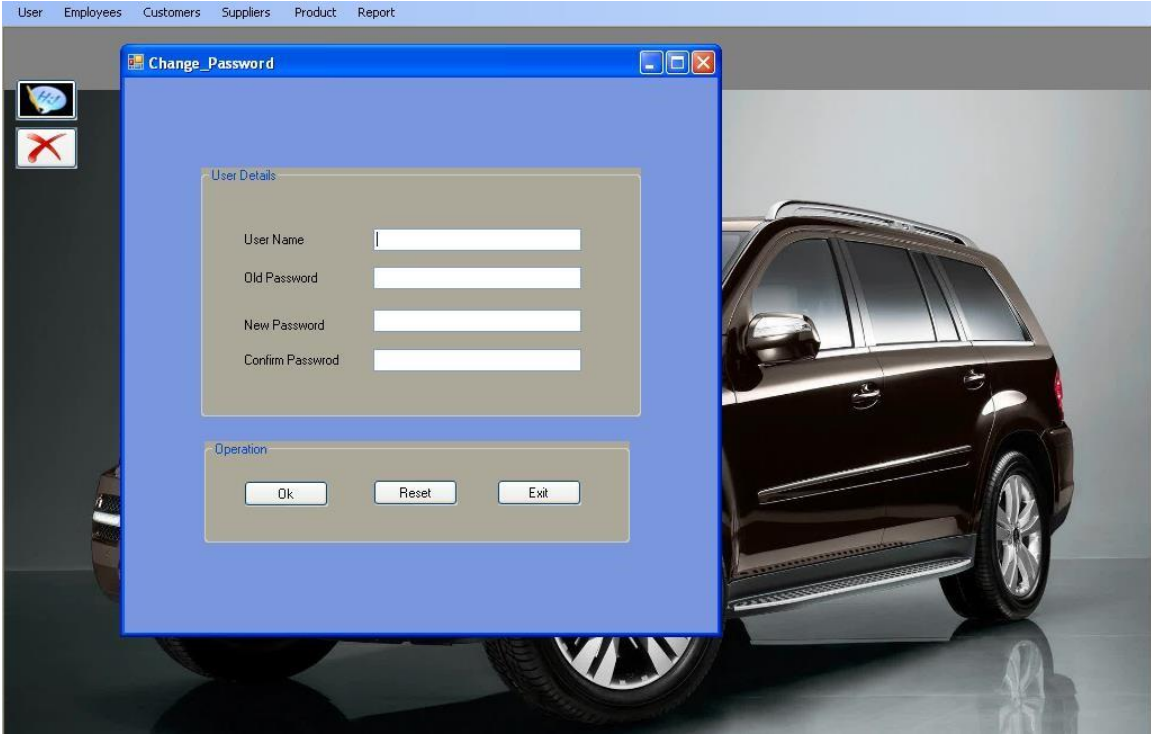 User Employees Customers Suppliers Product Report
Change_Password
Hi!
User Details
User Name
Old Password
New Password
Confirm Passwrod
Operation
Ok Reset Exit